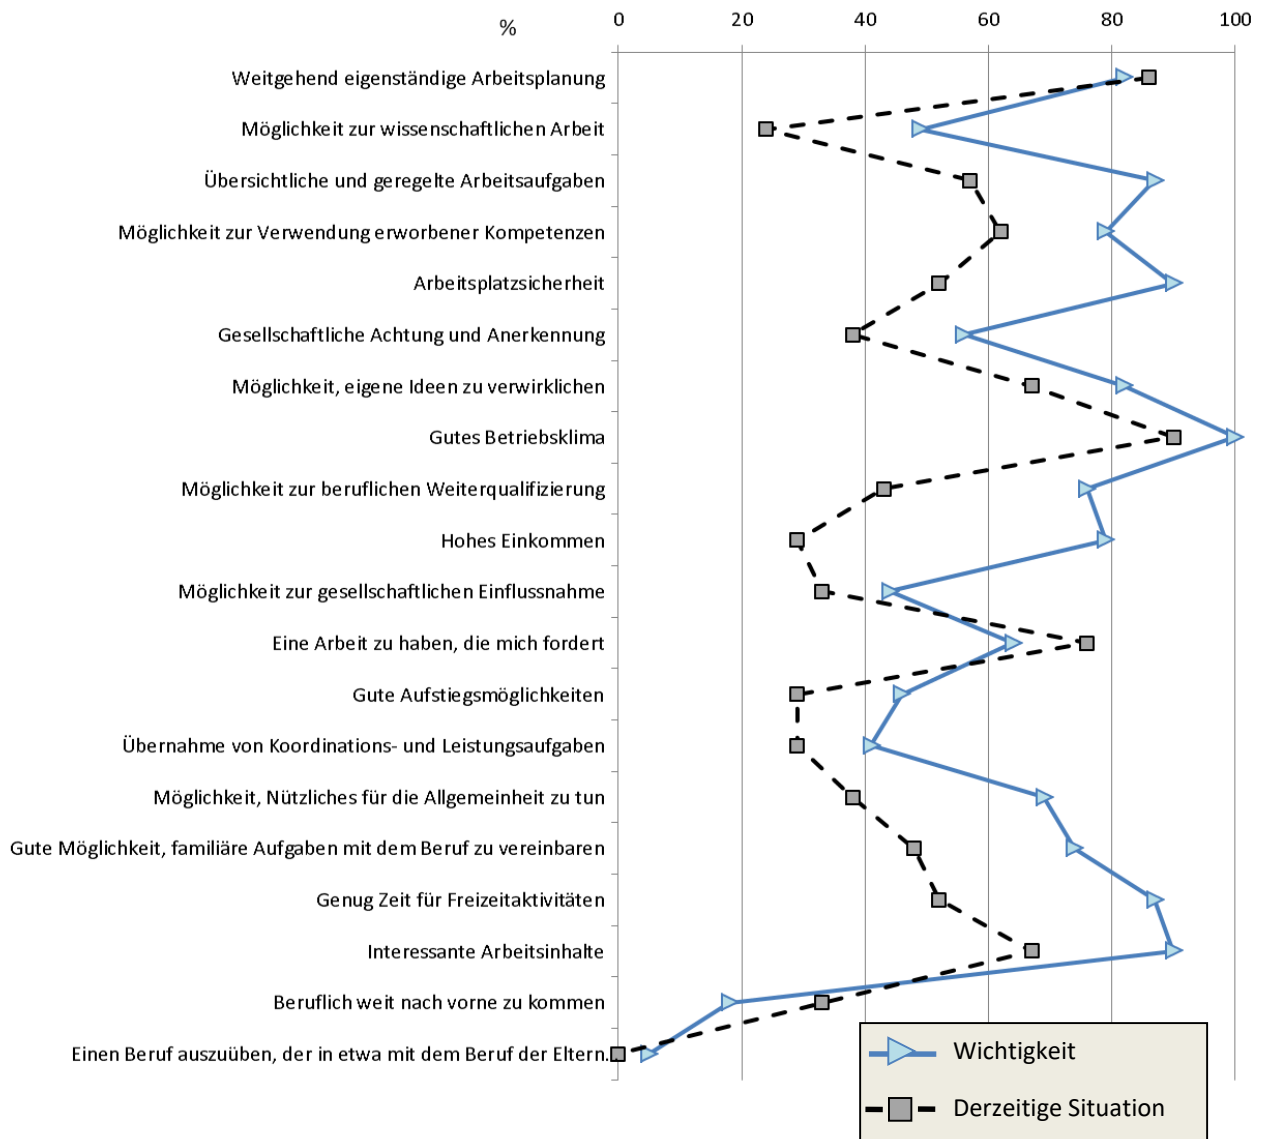 %
0 20 40 60 80 100
Weitgehend eigenständige Arbeitsplanung
Möglichkeit zur wissenschaftlichen Arbeit
Übersichtliche und geregelte Arbeitsaufgaben
Möglichkeit zur Verwendung erworbener Kompetenzen
Arbeitsplatzsicherheit
Gesellschaftliche Achtung und Anerkennung
Möglichkeit, eigene Ideen zu verwirklichen
Gutes Betriebsklima
Möglichkeit zur beruflichen Weiterqualifizierung
Hohes Einkommen
Möglichkeit zur gesellschaftlichen Einflussnahme
Eine Arbeit zu haben, die mich fordert
Gute Aufstiegsmöglichkeiten
Übernahme von Koordinations- und Leistungsaufgaben
Möglichkeit, Nützliches für die Allgemeinheit zu tun
Gute Möglichkeit, familiäre Aufgaben mit dem Beruf zu vereinbaren
Genug Zeit für Freizeitaktivitäten
Interessante Arbeitsinhalte
Beruflich weit nach vorne zu kommen
Einen Beruf auszuüben, der in etwa mit dem Beruf der Eltern.
Wichtigkeit
Derzeitige Situation